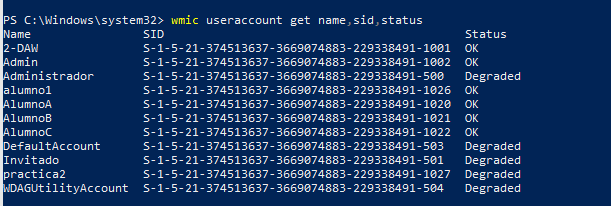 PS C:\Windows\system32> wmic useraccount get name,sid,status
Name SID Status
2-DAW S-1-5-21-374513637-3669074883-229338491-1001 OK
Admin S-1-5-21-374513637-3669074883-229338491-1002 OK
Administrador S-1-5-21-374513637-3669074883-229338491-500 Degraded
alumno1 S-1-5-21-374513637-3669074883-229338491-1026 OK
AlumnoA S-1-5-21-374513637-3669074883-229338491-1020 OK
AlumnoB S-1-5-21-374513637-3669074883-229338491-1021 OK
AlumnoC S-1-5-21-374513637-3669074883-229338491-1022 OK
DefaultAccount S-1-5-21-374513637-3669074883-229338491-503 Degraded
Invitado S-1-5-21-374513637-3669074883-229338491-501 Degraded
practica2 S-1-5-21-374513637-3669074883-229338491-1027 Degraded
WDAGUtilityAccount S-1-5-21-374513637-3669074883-229338491-504 Degraded